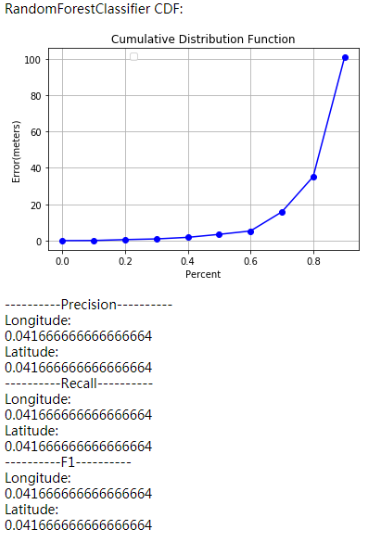 RandomForestClassifier CDF:
Cumulative Distribution Function
100
80
60
40
20
0
Error(meters)
0.0 0.2 0.4 0.6 0.8
Percent
----------Precision----------
Longitude:
0.041666666666666664
Latitude:
0.041666666666666664
----------Recall----------
Longitude:
0.041666666666666664
Latitude:
0.041666666666666664
----------F1----------
Longitude:
0.041666666666666664
Latitude:
0.041666666666666664